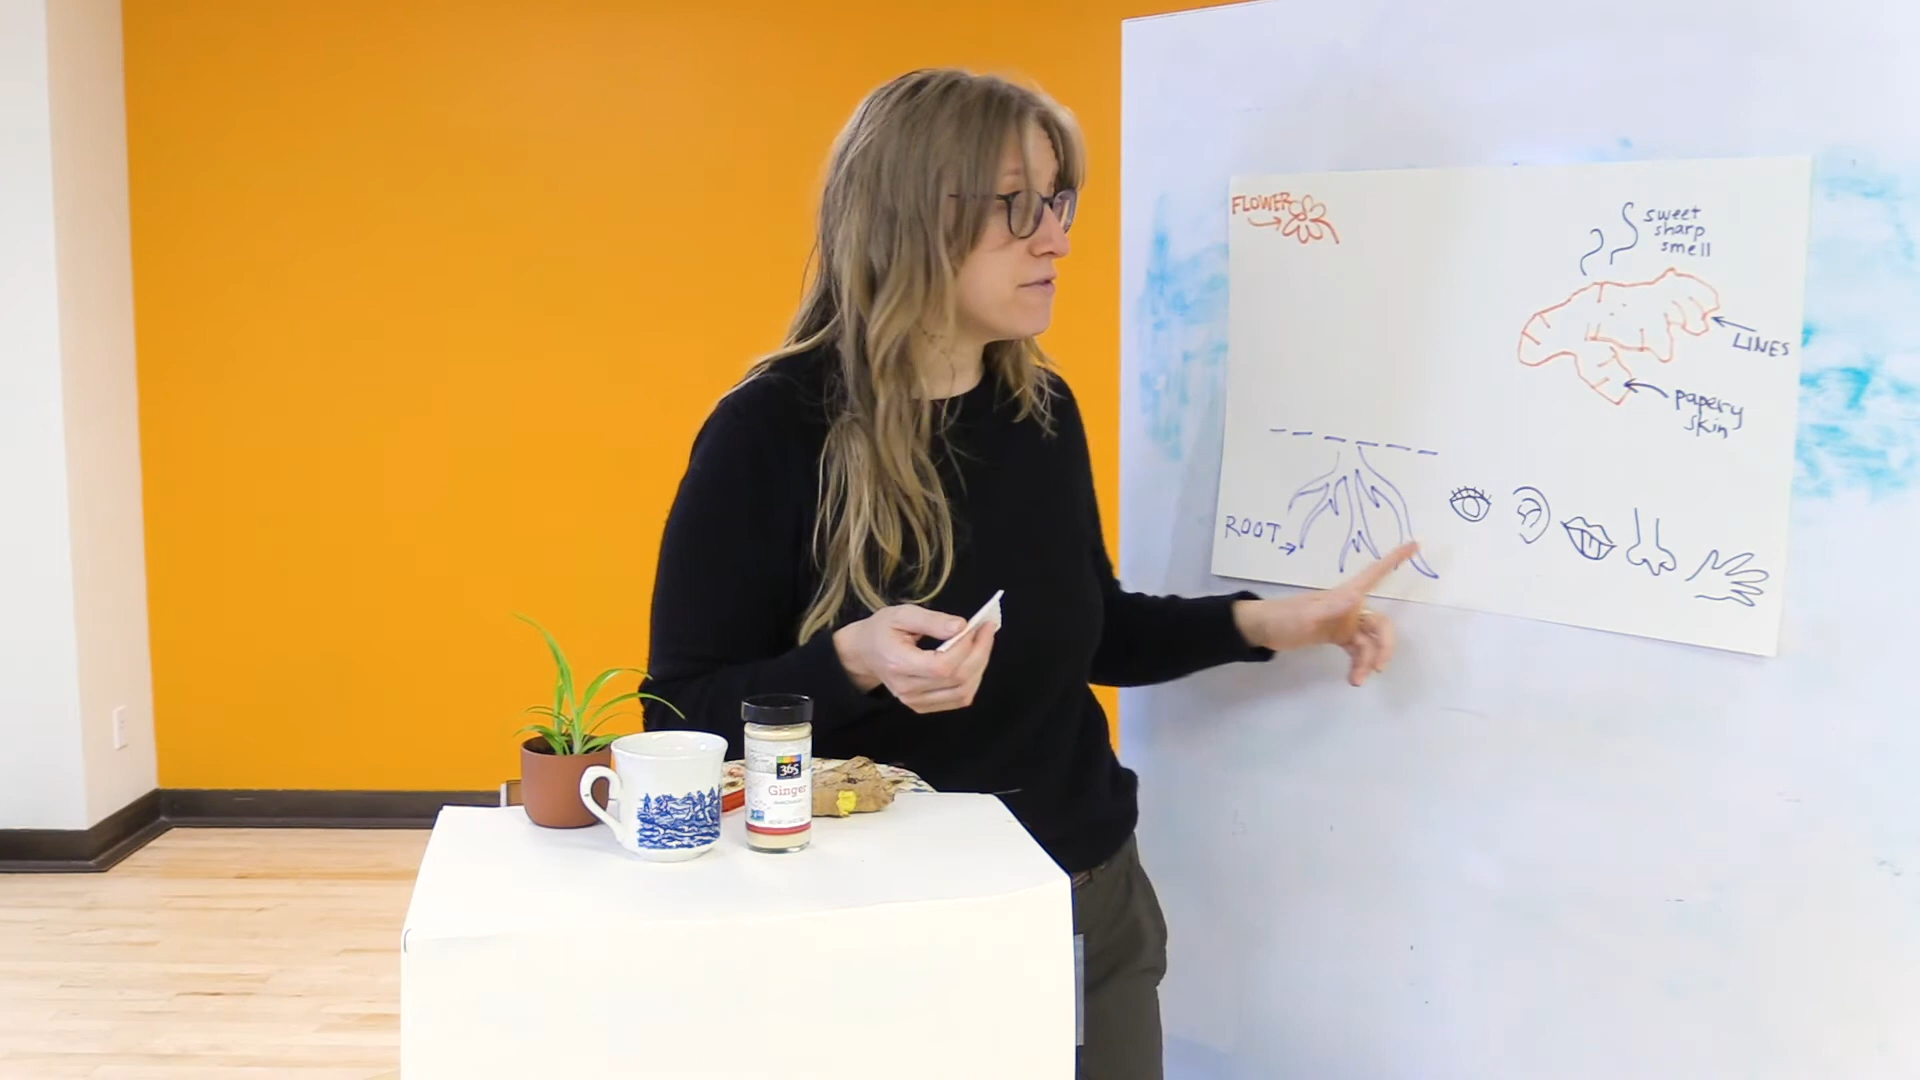 FLOWER
sweet
sharp
smell
LINES
papery
skin
ROOT
365
Ginger